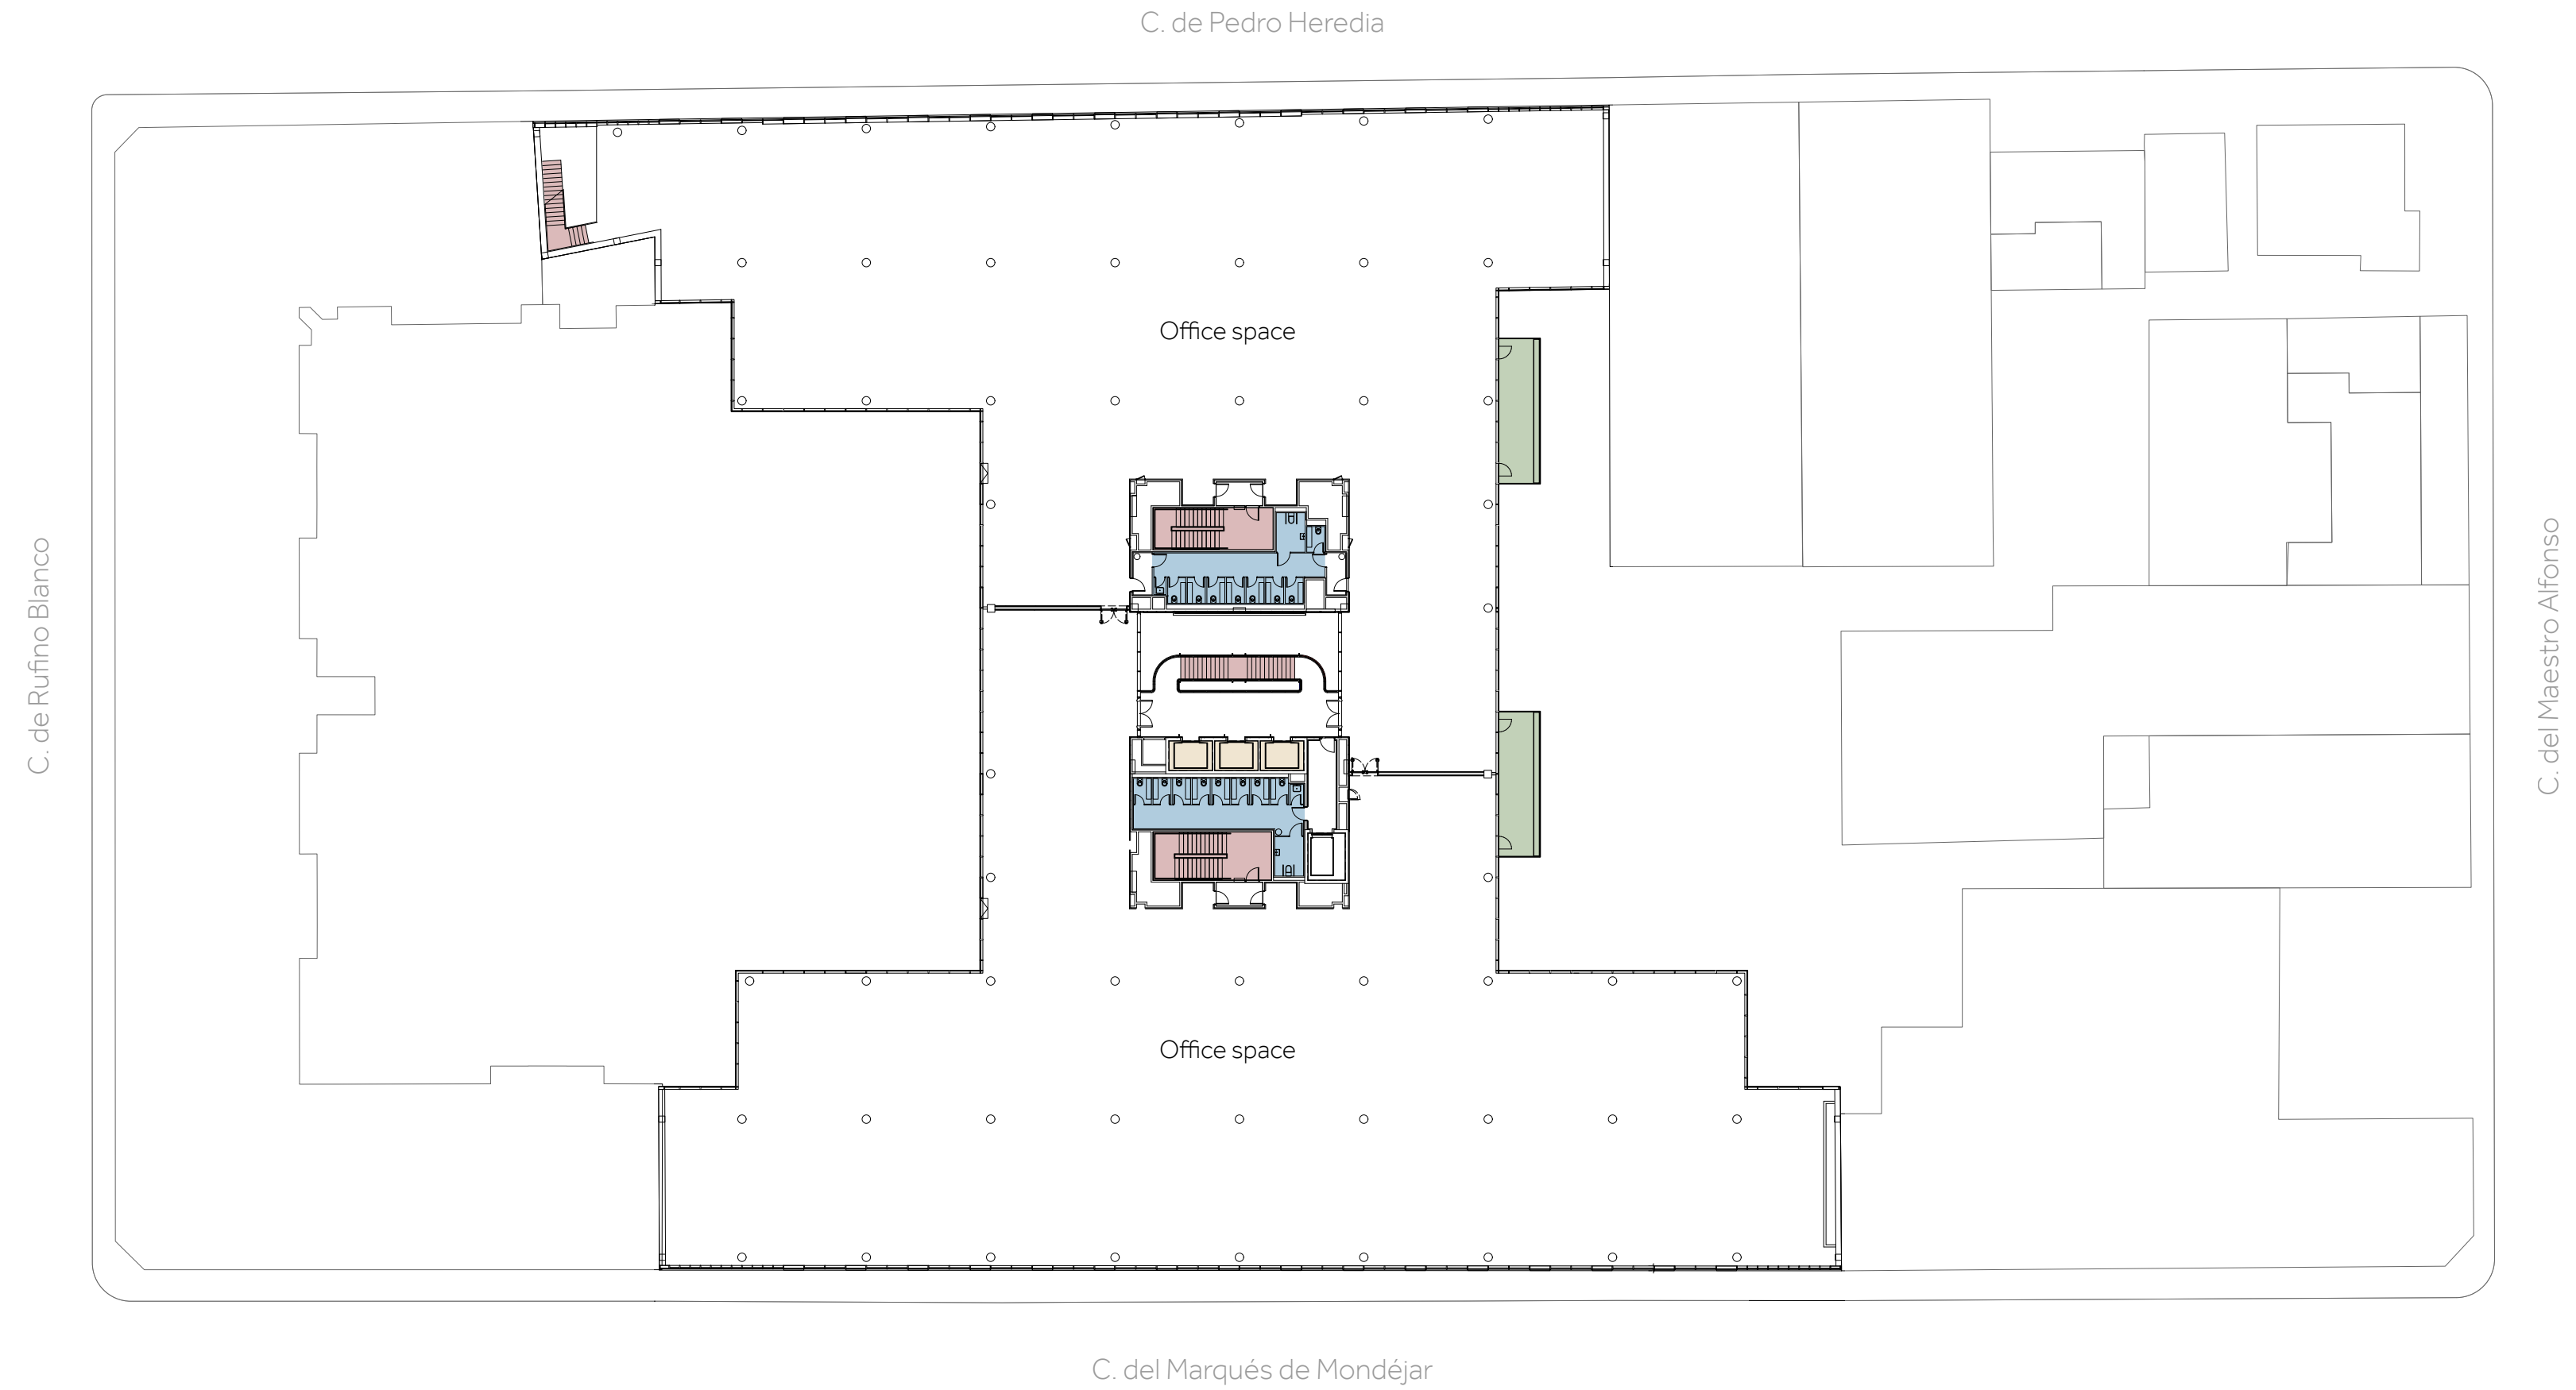 C. de Pedro Heredia
Office space
C. de Rufino Blanco
C. del Maestro Alfonso
Office space
C. del Marqués de Mondéjar